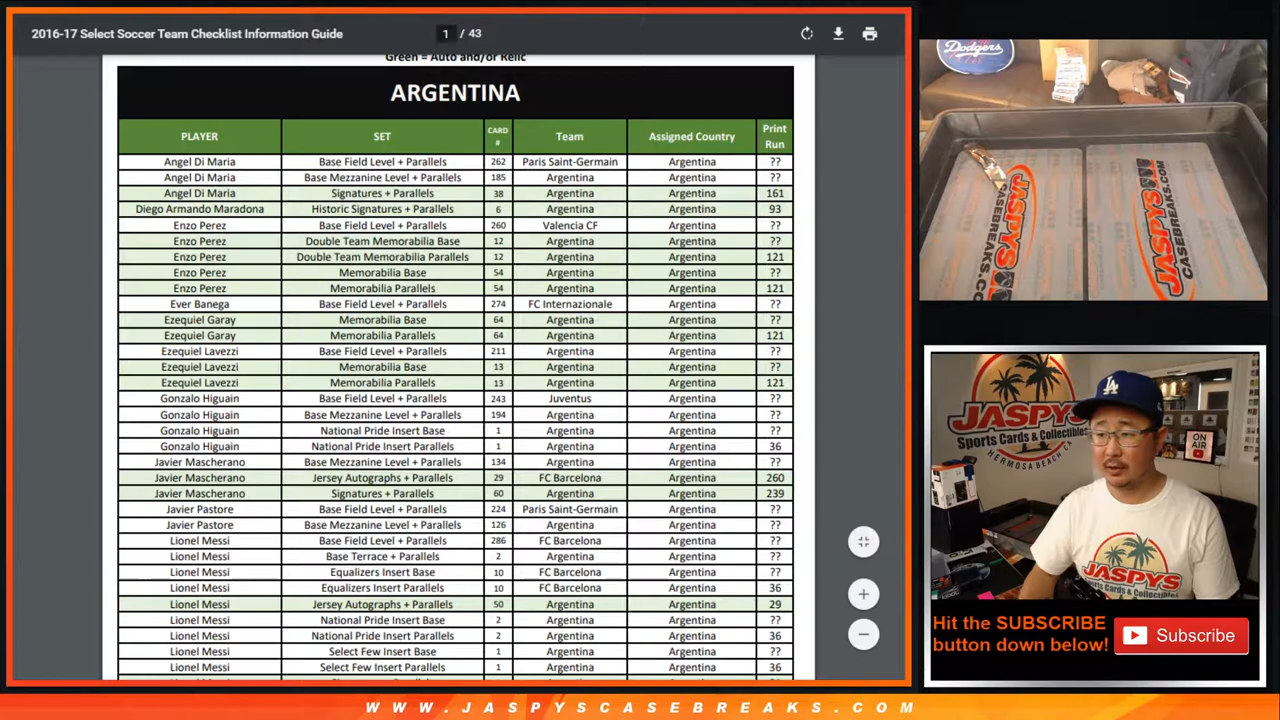 2016-17 Select Soccer Team Checklist Information Guide 1 / 43
Green = Auto and/or Relic
ARGENTINA
PLAYER SET CARD # Team Assigned Country Print Run
Angel Di Maria Base Field Level + Parallels 262 Paris Saint-Germain Argentina ??
Angel Di Maria Base Mezzanine Level + Parallels 185 Argentina Argentina ??
Angel Di Maria Signatures + Parallels 38 Argentina Argentina 161
Diego Armando Maradona Historic Signatures + Parallels 6 Argentina Argentina 93
Enzo Perez Base Field Level + Parallels 260 Valencia CF Argentina ??
Enzo Perez Double Team Memorabilia Base 12 Argentina Argentina ??
Enzo Perez Double Team Memorabilia Parallels 12 Argentina Argentina 121
Enzo Perez Memorabilia Base 54 Argentina Argentina ??
Enzo Perez Memorabilia Parallels 54 Argentina Argentina 121
Ever Banega Base Field Level + Parallels 274 FC Internazionale Argentina ??
Ezequiel Garay Memorabilia Base 64 Argentina Argentina ??
Ezequiel Garay Memorabilia Parallels 64 Argentina Argentina 121
Ezequiel Lavezzi Base Field Level + Parallels 211 Argentina Argentina ??
Ezequiel Lavezzi Memorabilia Base 13 Argentina Argentina ??
Ezequiel Lavezzi Memorabilia Parallels 13 Argentina Argentina 121
Gonzalo Higuain Base Field Level + Parallels 243 Juventus Argentina ??
Gonzalo Higuain Base Mezzanine Level + Parallels 194 Argentina Argentina ??
Gonzalo Higuain National Pride Insert Base 1 Argentina Argentina ??
Gonzalo Higuain National Pride Insert Parallels 1 Argentina Argentina 36
Javier Mascherano Base Mezzanine Level + Parallels 134 Argentina Argentina ??
Javier Mascherano Jersey Autographs + Parallels 29 FC Barcelona Argentina 260
Javier Mascherano Signatures + Parallels 60 Argentina Argentina 239
Javier Pastore Base Field Level + Parallels 224 Paris Saint-Germain Argentina ??
Javier Pastore Base Mezzanine Level + Parallels 126 Argentina Argentina ??
Lionel Messi Base Field Level + Parallels 286 FC Barcelona Argentina ??
Lionel Messi Base Terrace + Parallels 2 Argentina Argentina ??
Lionel Messi Equalizers Insert Base 10 FC Barcelona Argentina ??
Lionel Messi Equalizers Insert Parallels 10 FC Barcelona Argentina 36
Lionel Messi Jersey Autographs + Parallels 50 Argentina Argentina 29
Lionel Messi National Pride Insert Base 2 Argentina Argentina ??
Lionel Messi National Pride Insert Parallels 2 Argentina Argentina 36
Lionel Messi Select Few Insert Base 1 Argentina Argentina ??
Lionel Messi Select Few Insert Parallels 1 Argentina Argentina 36
Dodgers
JASPYS
CASEBREAKS.CO
JASPYS
CASEBREAKS.COM
JASPYS
Sports Cards & Collectibles
HERMOSA BEACH CA
LA
ON AIR
JASPYS
Hit the SUBSCRIBE
button down below!
Subscribe
WWW.JASPYSCASEBREAKS.COM